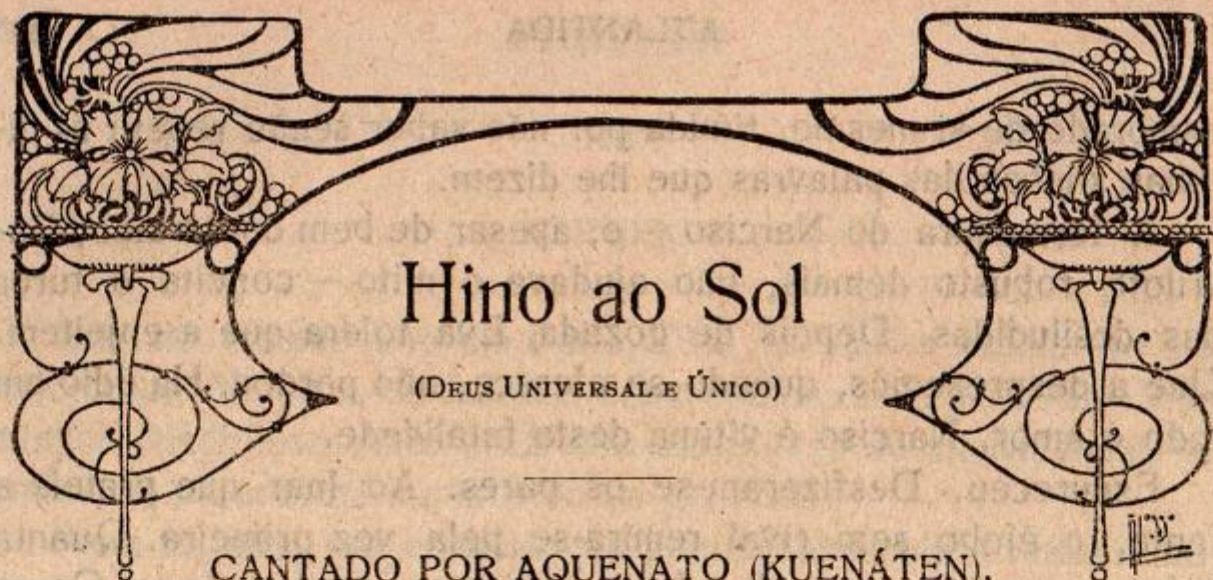 Hino ao Sol
(DEUS UNIVERSAL E ÚNICO)
CANTADO POR AQUENATO (KUENÁTEN).